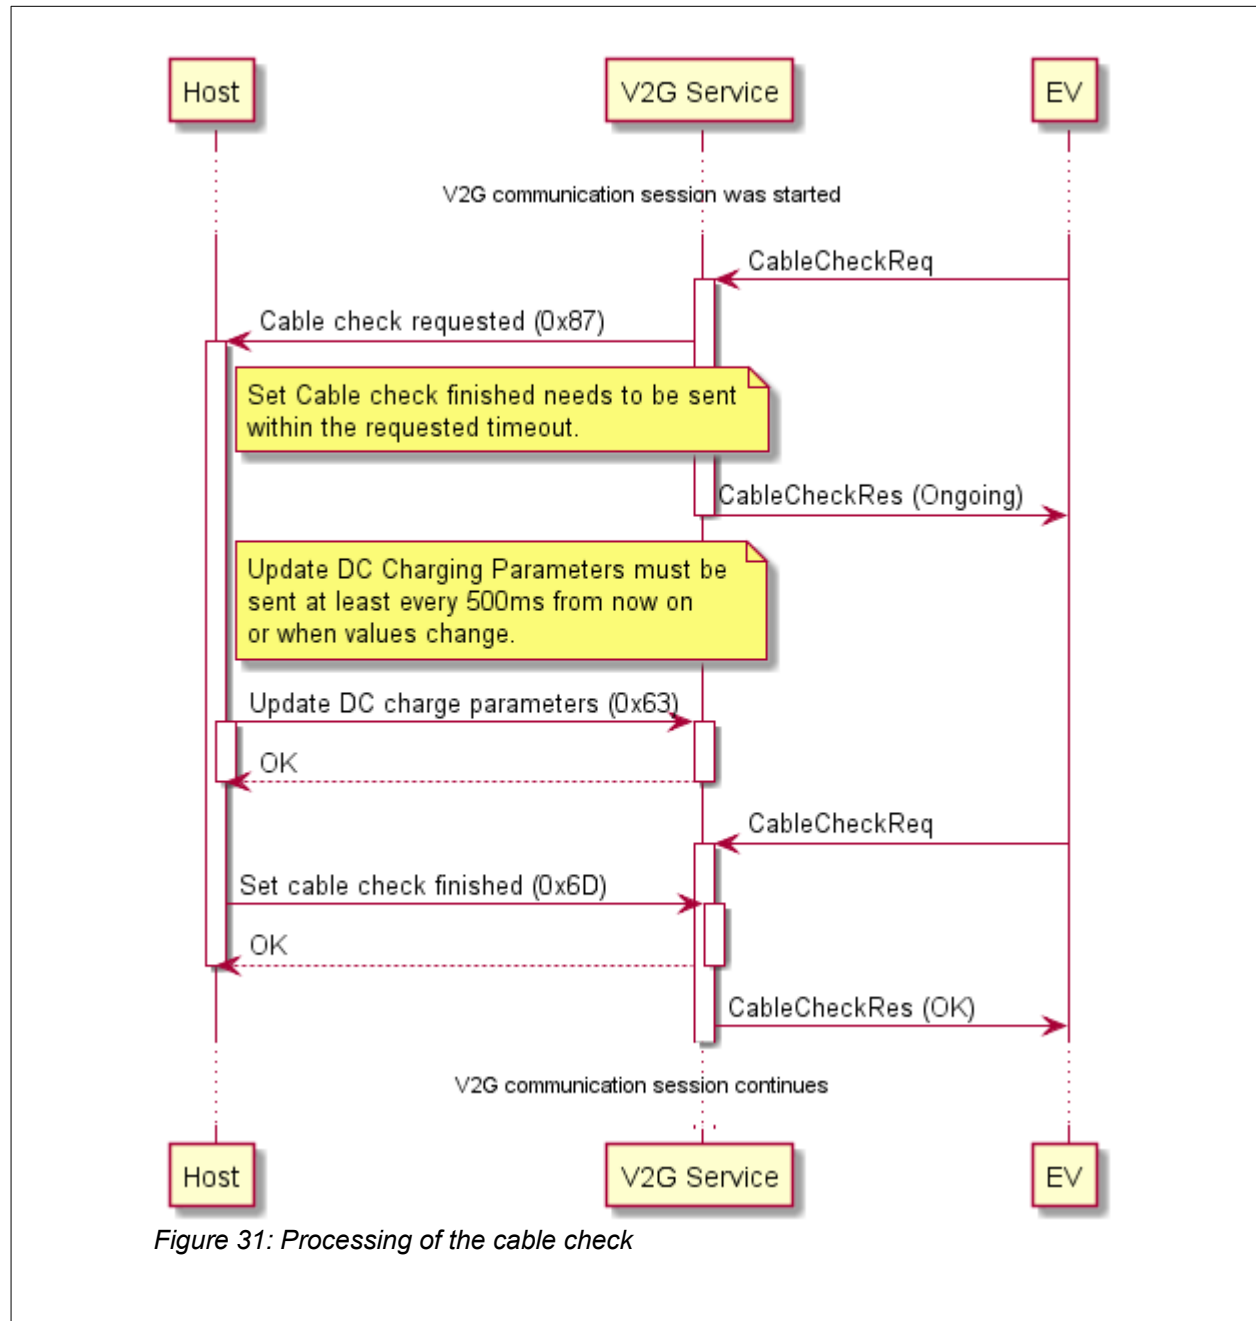 Host
V2G Service
EV
V2G communication session was started
CableCheckReq
Cable check requested (0x87)
Set Cable check finished needs to be sent
within the requested timeout.
CableCheckRes (Ongoing)
Update DC Charging Parameters must be
sent at least every 500ms from now on
or when values change.
Update DC charge parameters (0x63)
OK
CableCheckReq
Set cable check finished (0x6D)
OK
CableCheckRes (OK)
V2G communication session continues
Host
V2G Service
EV
Figure 31: Processing of the cable check